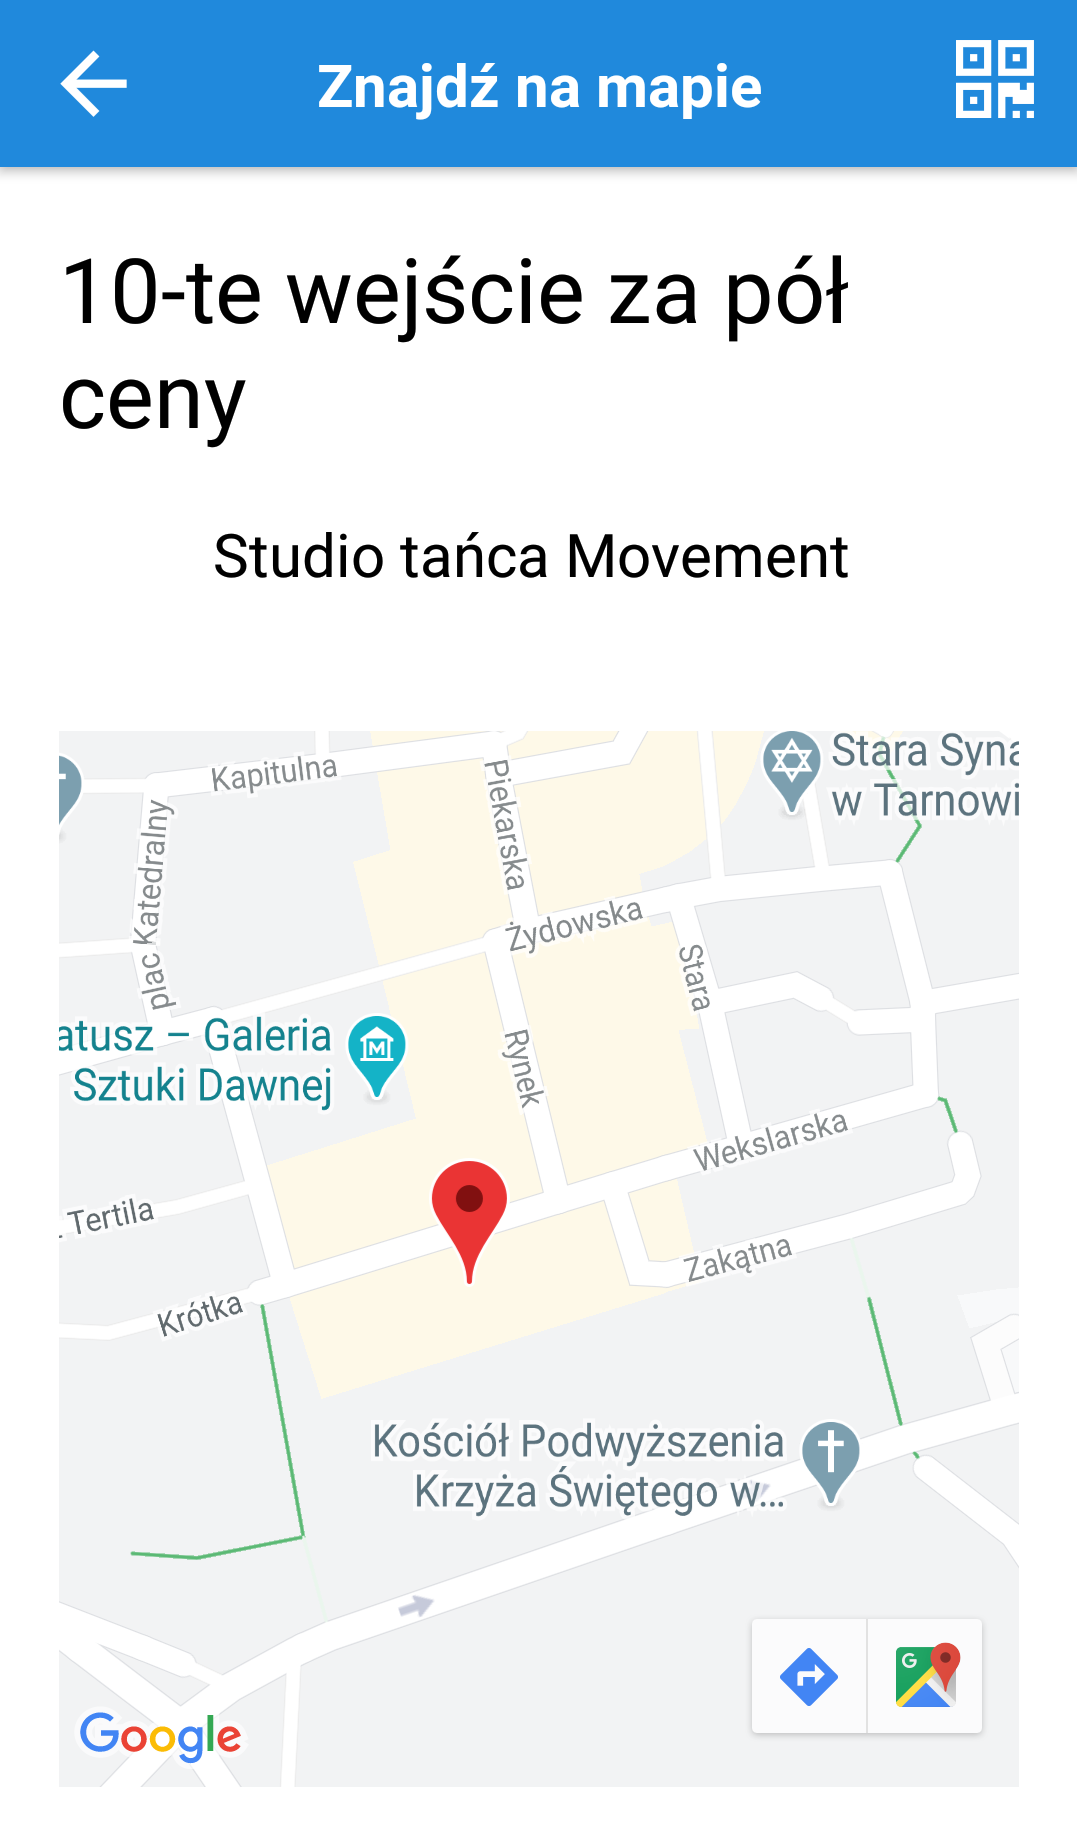 Znajdź na mapie
10-te wejście za pół
ceny
Studio tańca Movement
Kapitulna
Piekarska
Stara Syna
w Tarnowi
plac Katedralny
Żydowska
Stara
atusz – Galeria
Sztuki Dawnej
M
Rynek
Wekslarska
. Tertila
Zakątna
Krótka
Kościół Podwyższenia
Krzyża Świętego w...
G
Google